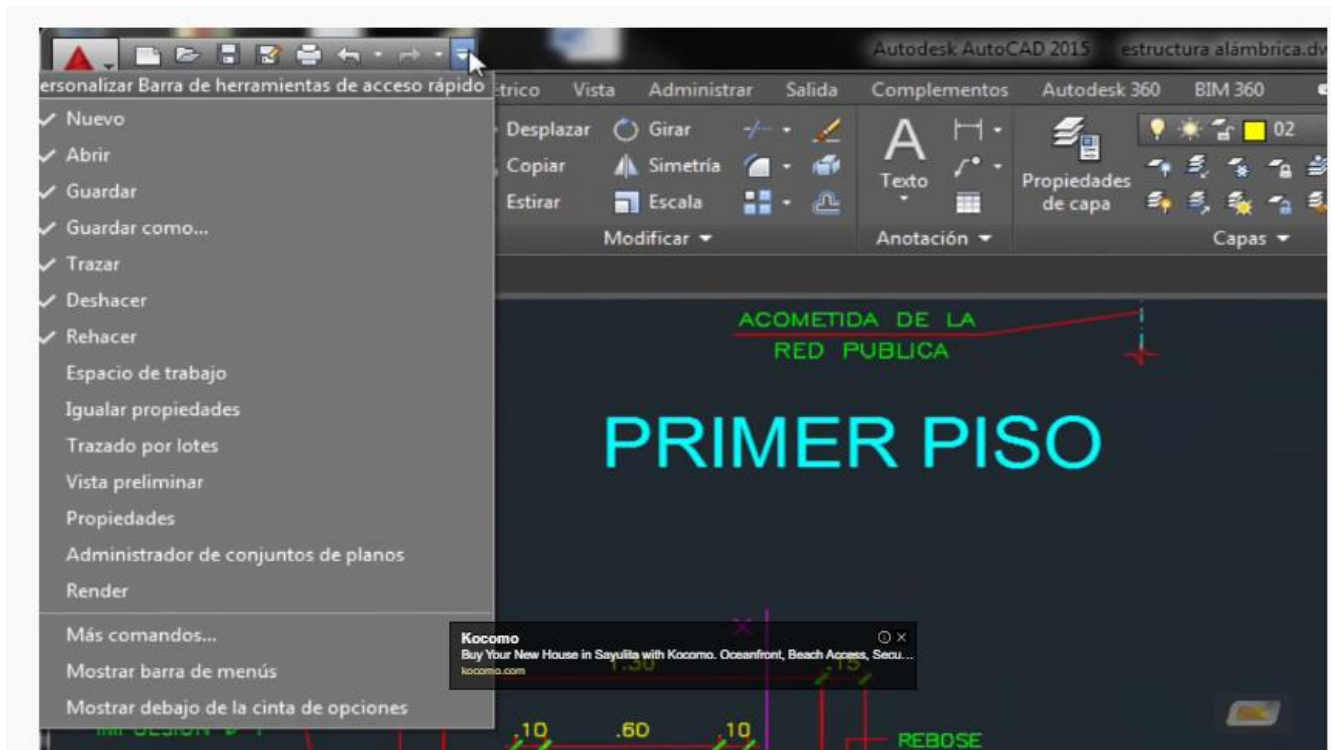 Autodesk AutoCAD 2015 estructura alámbrica.dw
ersonalizar Barra de herramientas de acceso rápido
trico Vista Administrar Salida Complementos Autodesk 360 BIM 360
Nuevo
Abrir
Guardar
Guardar como...
Trazar
Deshacer
Rehacer
Espacio de trabajo
Igualar propiedades
Trazado por lotes
Vista preliminar
Propiedades
Administrador de conjuntos de planos
Render
Más comandos...
Mostrar barra de menús
Mostrar debajo de la cinta de opciones
Desplazar Girar
Copiar Simetría
Estirar Escala
Modificar
A
Texto
Anotación
Propiedades
de capa
02
Capas
ACOMETIDA DE LA
RED PUBLICA
PRIMER PISO
Kocomo
Buy Your New House in Sayulita with Kocomo. Oceanfront, Beach Access, Secu...
kocomo.com
1.30 .15
.10 .60 .10
REBOSE